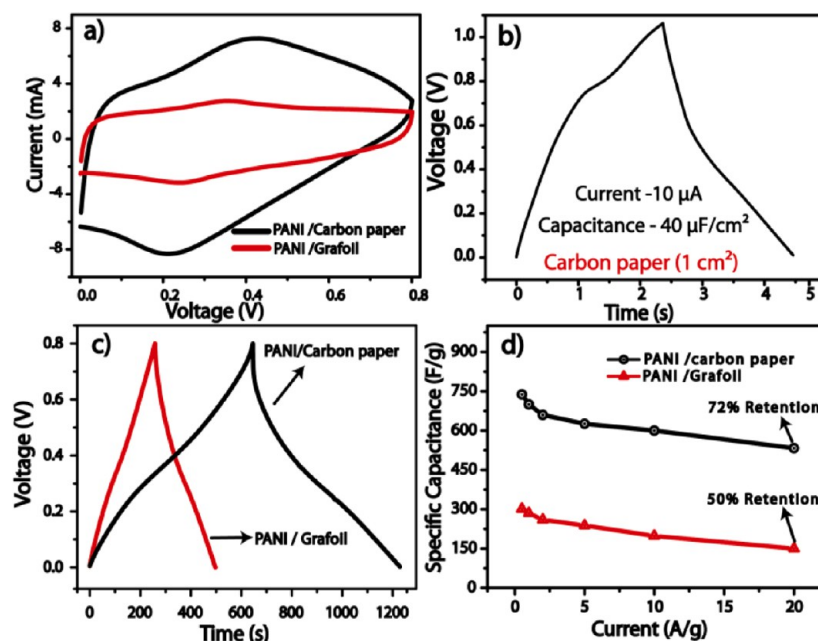 a)
8
4
0
-4
-8
Current (mA)
PANI /Carbon paper
PANI /Grafoil
0.0 0.2 0.4 0.6 0.8
Voltage (V)
b)
1.0
0.8
0.6
0.4
0.2
0.0
Voltage (V)
Current -10 µA
Capacitance - 40 µF/cm²
Carbon paper (1 cm²)
0 1 2 3 4 5
Time (s)
c)
0.8
0.6
0.4
0.2
0.0
Voltage (V)
PANI/Carbon paper
PANI / Grafoil
0 200 400 600 800 1000 1200
Time (s)
d)
900
750
600
450
300
150
0
Specific Capacitance (F/g)
PANI /carbon paper
PANI /Grafoil
72% Retention
50% Retention
0 5 10 15 20
Current (A/g)